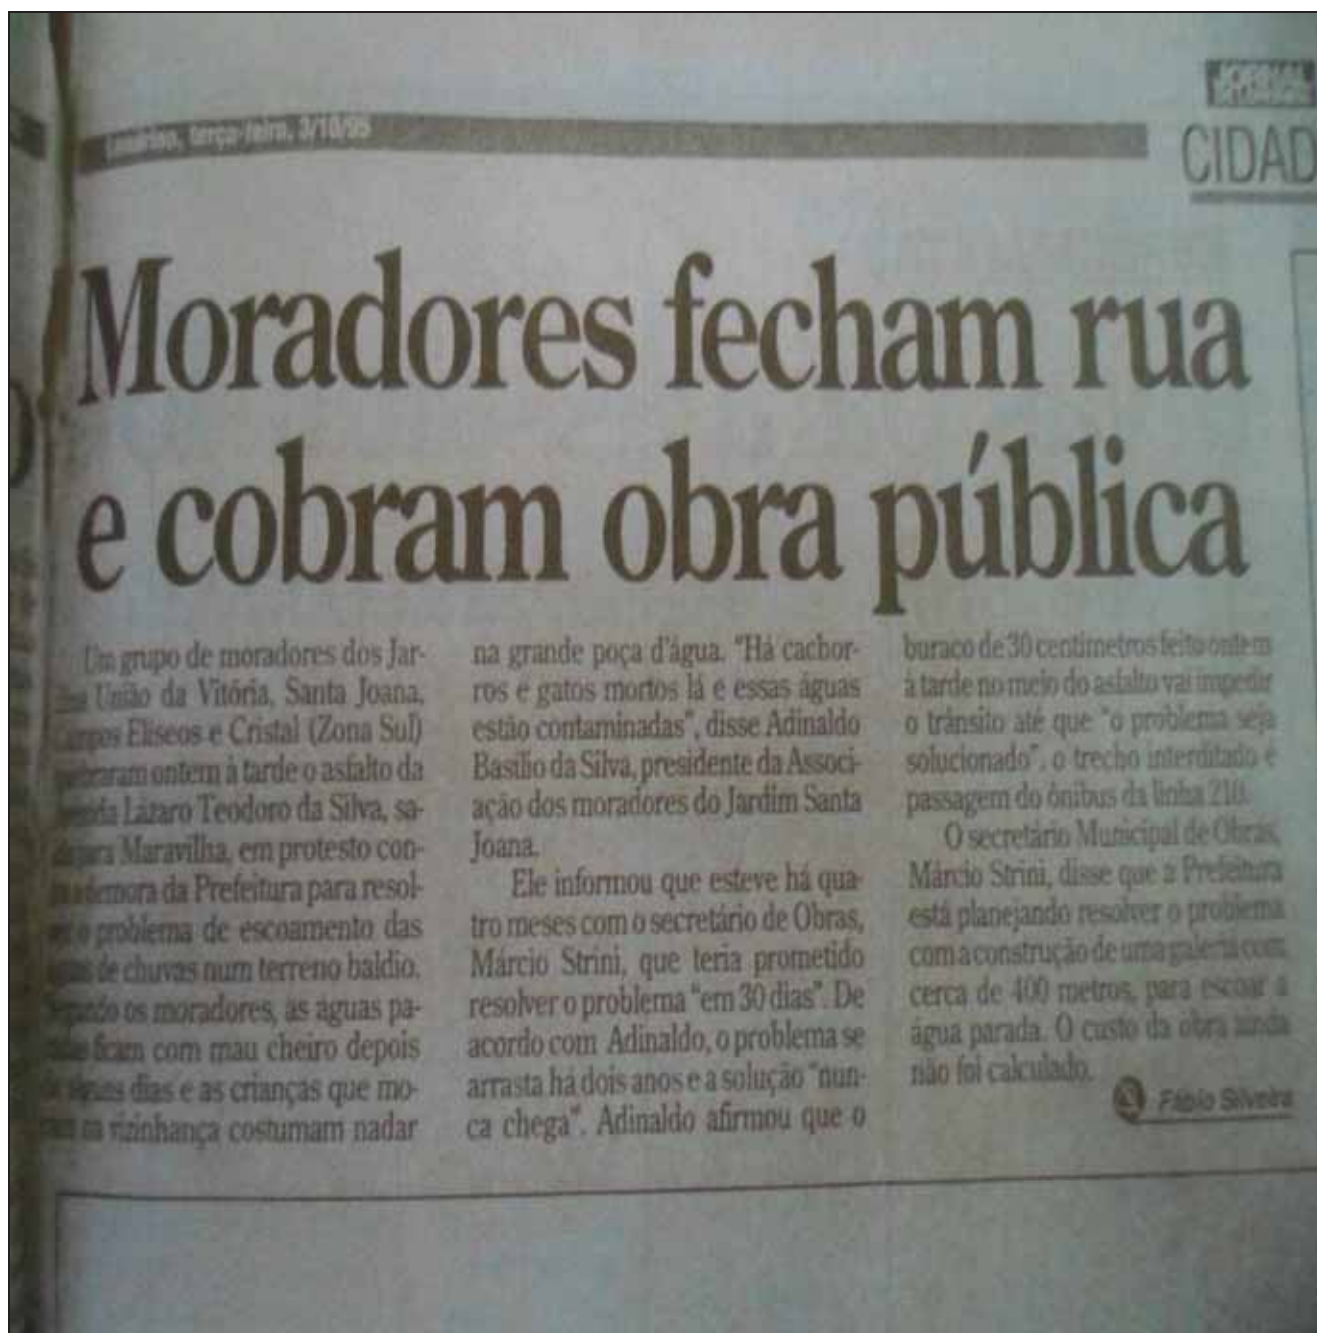 Londrina, terça-feira, 3/10/95
JORNAL
CIDAD
Moradores fecham rua
e cobram obra pública
Um grupo de moradores dos Jar-
União da Vitória, Santa Joana,
Campos Elíseos e Cristal (Zona Sul)
quebraram ontem à tarde o asfalto da
Lázaro Teodoro da Silva, sa-
para Maravilha, em protesto con-
demora da Prefeitura para resol-
o problema de escoamento das
de chuvas num terreno baldio.
os moradores, as águas pa-
ficam com mau cheiro depois
dias e as crianças que mo-
na vizinhança costumam nadar
na grande poça d'água. "Há cachor-
ros e gatos mortos lá e essas águas
estão contaminadas", disse Adinaldo
Basílio da Silva, presidente da Associ-
ação dos moradores do Jardim Santa
Joana.
Ele informou que esteve há qua-
tro meses com o secretário de Obras,
Márcio Strini, que teria prometido
resolver o problema "em 30 dias". De
acordo com Adinaldo, o problema se
arrasta há dois anos e a solução "nun-
ca chega". Adinaldo afirmou que o
buraco de 30 centímetros feito ontem
à tarde no meio do asfalto vai impedir
o trânsito até que "o problema seja
solucionado", o trecho interditado é
passagem do ônibus da linha 210.
O secretário Municipal de Obras,
Márcio Strini, disse que a Prefeitura
está planejando resolver o problema
com a construção de uma galeria com
cerca de 400 metros, para escoar a
água parada. O custo da obra ainda
não foi calculado.
Fábio Silveira